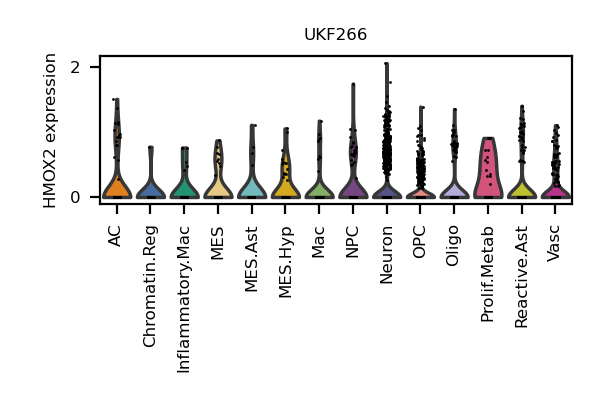 UKF266
HMOX2 expression
2
0
AC
Chromatin.Reg
Inflammatory.Mac
MES
MES.Ast
MES.Hyp
Mac
NPC
Neuron
OPC
Oligo
Prolif.Metab
Reactive.Ast
Vasc